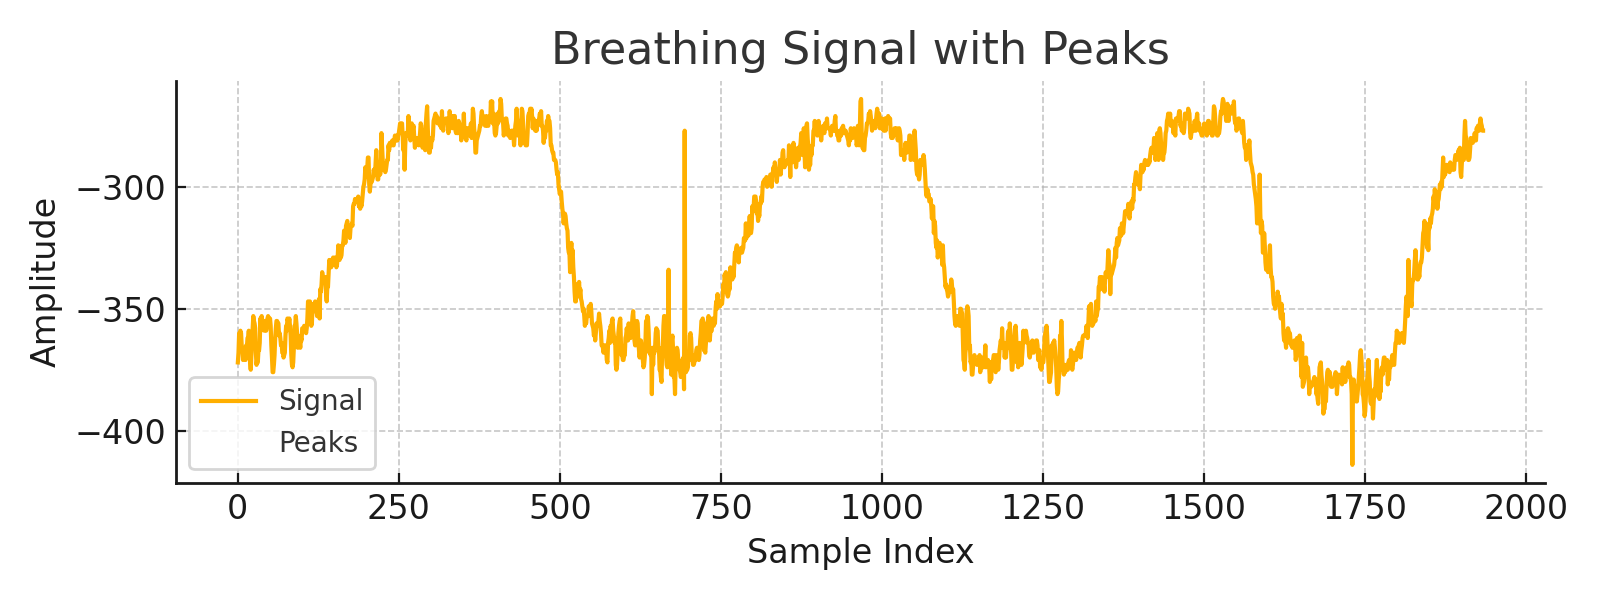 Breathing Signal with Peaks
Amplitude
−300
−350
−400
Signal
Peaks
0 250 500 750 1000 1250 1500 1750 2000
Sample Index